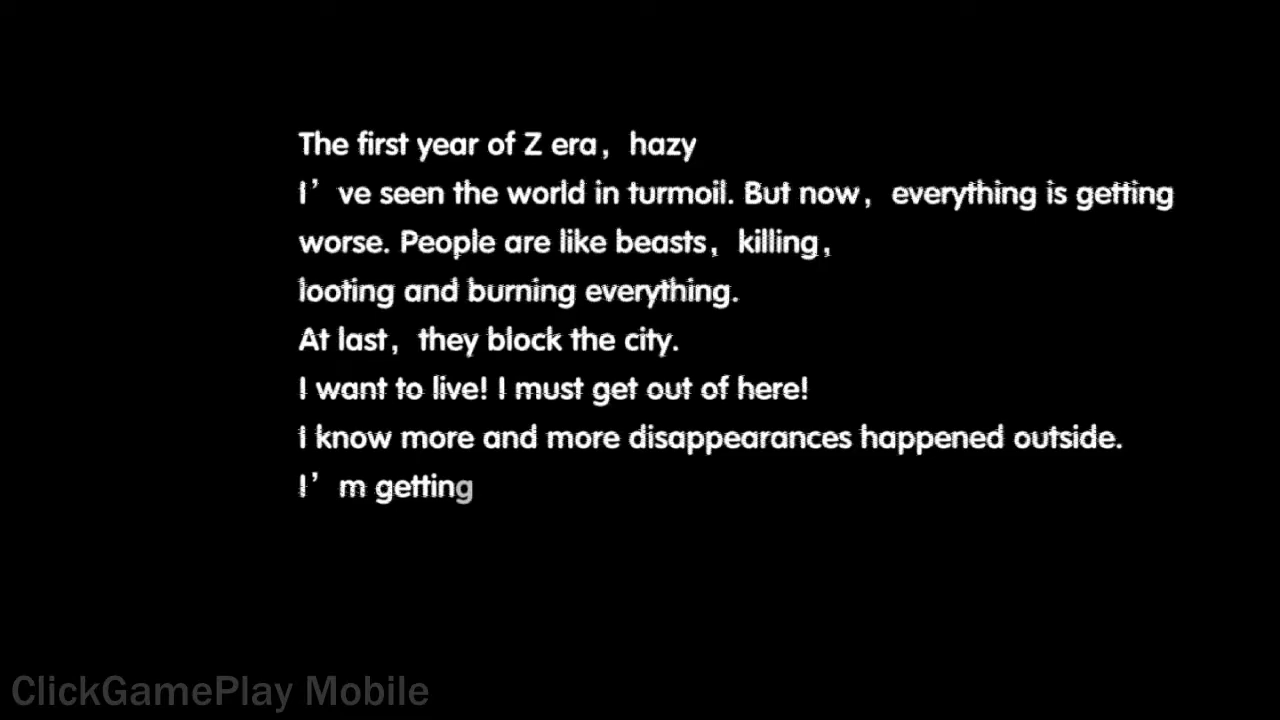 The first year of Z era，hazy
I’ve seen the world in turmoil. But now，everything is getting
worse. People are like beasts，killing，
looting and burning everything.
At last，they block the city.
I want to live! I must get out of here!
I know more and more disappearances happened outside.
I’m getting
ClickGamePlay Mobile